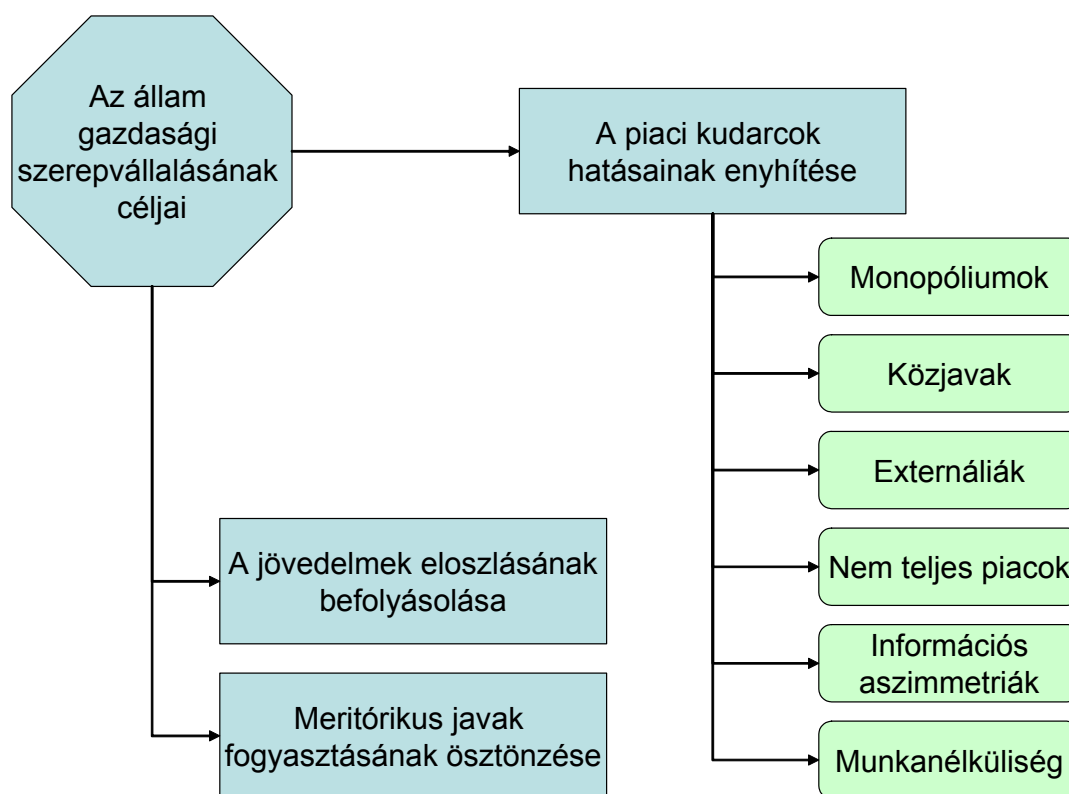 Az állam
gazdasági
szerepvállalásának
céljai
A piaci kudarcok
hatásainak enyhítése
Monopóliumok
Közjavak
Externáliák
Nem teljes piacok
Információs
aszimmetriák
Munkanélküliség
A jövedelmek eloszlásának
befolyásolása
Meritórikus javak
fogyasztásának ösztönzése